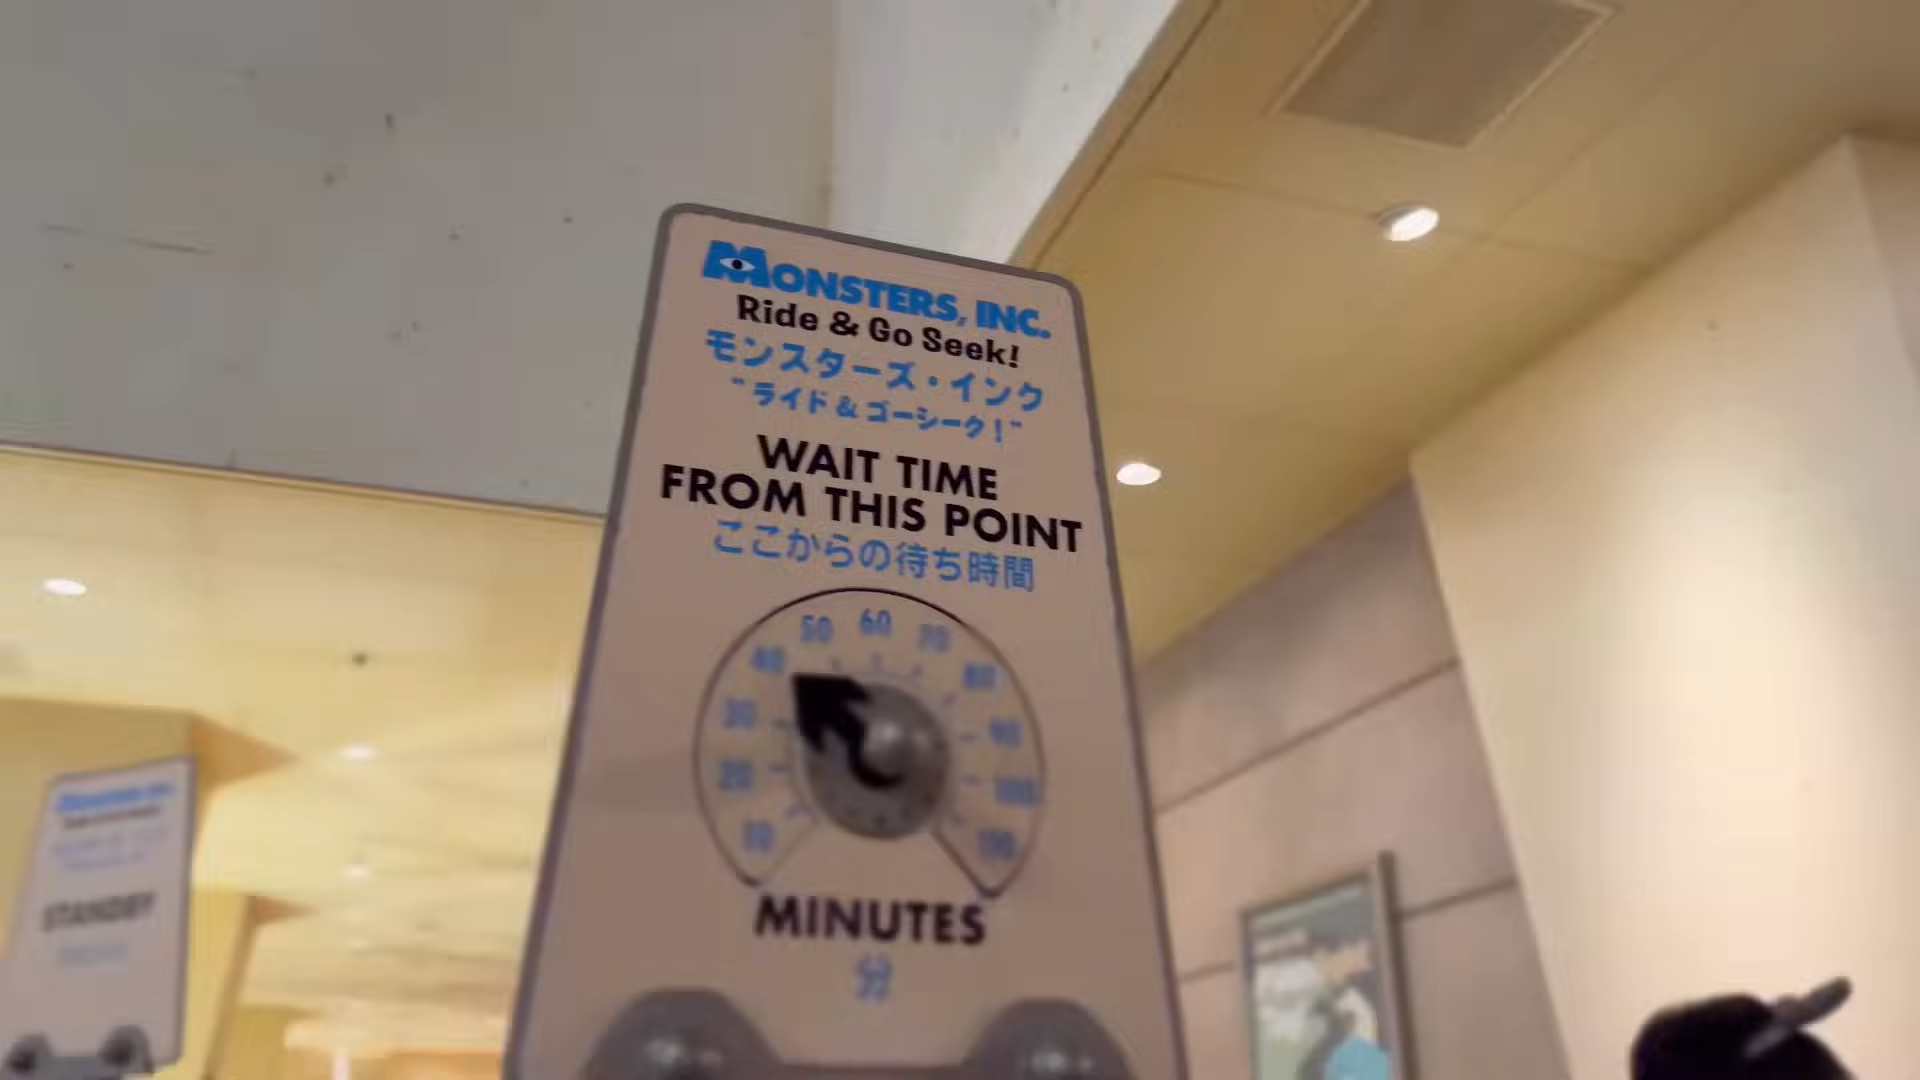 MONSTERS, INC.
Ride & Go Seek!
モンスターズ・インク
"ライド & ゴーシーク!"
WAIT TIME
FROM THIS POINT
ここからの待ち時間
10
20
30
40
50
60
70
80
90
100
110
MINUTES
分
STANDBY